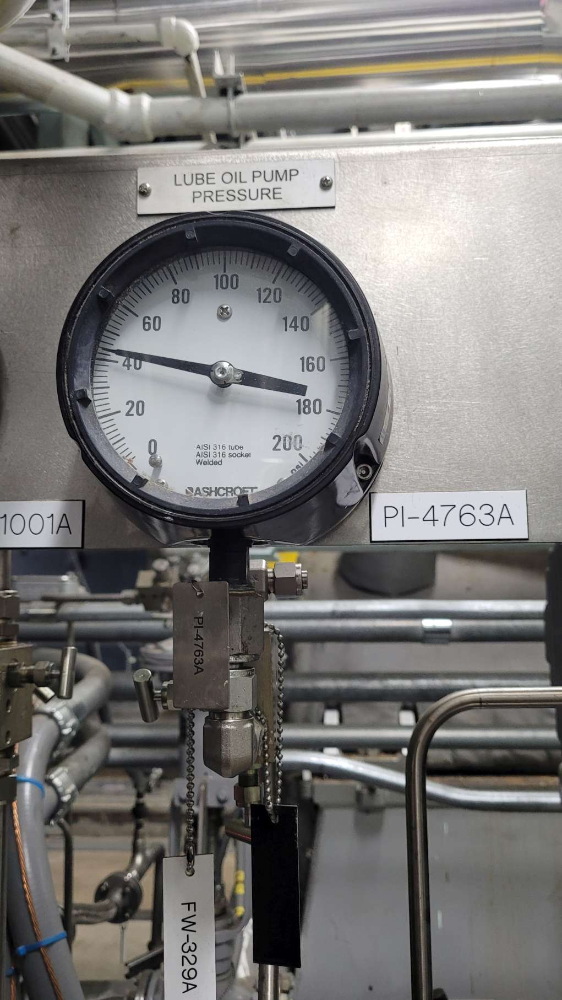 LUBE OIL PUMP
PRESSURE
100
80
120
60
140
40
160
20
180
0
200
psi
AISI 316 tube
AISI 316 socket
Welded
ASHCROFT
1001A
PI-4763A
PI-4763A
FW-329A